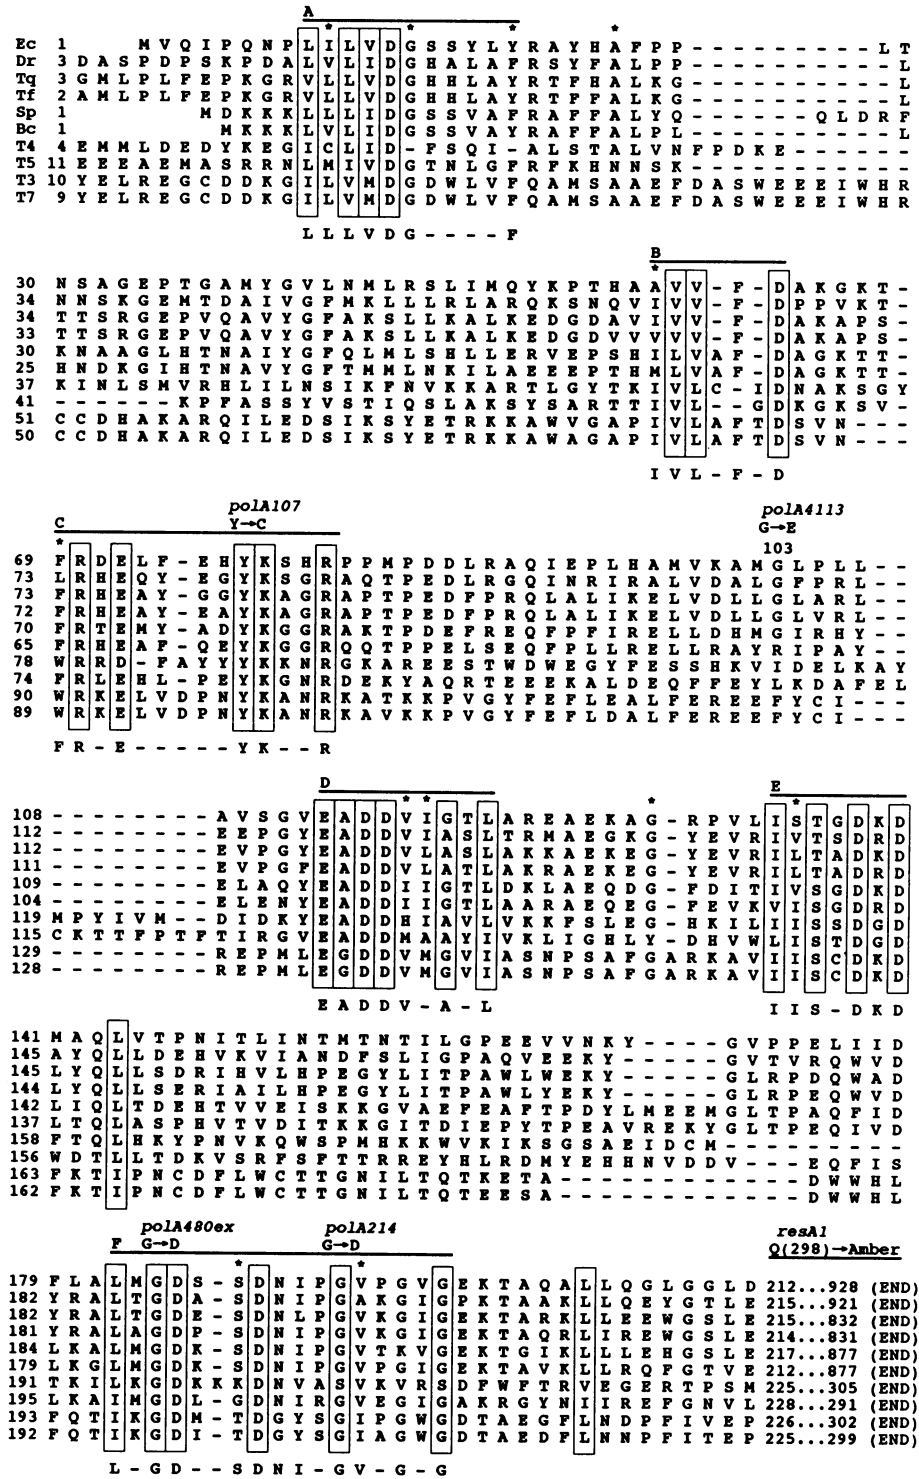 A
* * * *
Ec 1 M V Q I P Q N P L I L V D G S S Y L Y R A Y H A F P P - - - - - - - - - L T
Dr 3 D A S P D P S K P D A L V L I D G H A L A F R S Y F A L P P - - - - - - - - - - L
Tq 3 G M L P L F E P K G R V L L V D G H H L A Y R T F H A L K G - - - - - - - - - - L
Tf 2 A M L P L F E P K G R V L L V D G H H L A Y R T F F A L K G - - - - - - - - - - L
Sp 1 M D K K K L L L I D G S S V A F R A F F A L Y Q - - - - - - Q L D R F
Bc 1 M K K K L V L I D G S S V A Y R A F F A L P L - - - - - - - - - - L
T4 4 E M M L D E D Y K E G I C L I D - F S Q I - A L S T A L V N F P D K E - - - - - -
T5 11 E E E A E M A S R R N L M I V D G T N L G F R F K H N N S K - - - - - - - - - - -
T3 10 Y E L R E G C D D K G I L V M D G D W L V F Q A M S A A E F D A S W E E E I W H R
T7 9 Y E L R E G C D D K G I L V M D G D W L V F Q A M S A A E F D A S W E E E I W H R
L L L V D G - - - - F
B
*
30 N S A G E P T G A M Y G V L N M L R S L I M Q Y K P T H A A V V - F - D A K G K T -
34 N N S K G E M T D A I V G F M K L L L R L A R Q K S N Q V I V V - F - D P P V K T -
34 T T S R G E P V Q A V Y G F A K S L L K A L K E D G D A V I V V - F - D A K A P S -
33 T T S R G E P V Q A V Y G F A K S L L K A L K E D G D V V V V V - F - D A K A P S -
30 K N A A G L H T N A I Y G F Q L M L S H L L E R V E P S H I L V A F - D A G K T T -
25 H N D K G I H T N A V Y G F T M M L N K I L A E E E P T H M L V A F - D A G K T T -
37 K I N L S M V R H L I L N S I K F N V K K A R T L G Y T K I V L C - I D N A K S G Y
41 - - - - - - K P F A S S Y V S T I Q S L A K S Y S A R T T I V L - - G D K G K S V -
51 C C D H A K A R Q I L E D S I K S Y E T R K K A W V G A P I V L A F T D S V N - - -
50 C C D H A K A R Q I L E D S I K S Y E T R K K A W A G A P I V L A F T D S V N - - -
I V L - F - D
polA107 polA4113
C Y→C G→E
* 103
69 F R D E L F - E H Y K S H R P P M P D D L R A Q I E P L H A M V K A M G L P L L - -
73 L R H E Q Y - E G Y K S G R A Q T P E D L R G Q I N R I R A L V D A L G F P R L - -
73 F R H E A Y - G G Y K A G R A P T P E D F P R Q L A L I K E L V D L L G L A R L - -
72 F R H E A Y - E A Y K A G R A P T P E D F P R Q L A L I K E L V D L L G L V R L - -
70 F R T E M Y - A D Y K G G R A K T P D E F R E Q F P F I R E L L D H M G I R H Y - -
65 F R H E A F - Q E Y K G G R Q Q T P P E L S E Q F P L L R E L L R A Y R I P A Y - -
78 W R R D - F A Y Y Y K K N R G K A R E E S T W D W E G Y F E S S H K V I D E L K A Y
74 F R L E H L - P E Y K G N R D E K Y A Q R T E E E K A L D E Q F F E Y L K D A F E L
90 W R K E L V D P N Y K A N R K A T K K P V G Y F E F L E A L F E R E E F Y C I - - -
89 W R K E L V D P N Y K A N R K A V K K P V G Y F E F L D A L F E R E E F Y C I - - -
F R - E - - - - - Y K - - R
D E
* * * *
108 - - - - - - - - A V S G V E A D D V I G T L A R E A E K A G - R P V L I S T G D K D
112 - - - - - - - - E E P G Y E A D D V I A S L T R M A E G K G - Y E V R I V T S D R D
112 - - - - - - - - E V P G Y E A D D V L A S L A K K A E K E G - Y E V R I L T A D K D
111 - - - - - - - - E V P G F E A D D V L A T L A K R A E K E G - Y E V R I L T A D R D
109 - - - - - - - - E L A Q Y E A D D I I G T L D K L A E Q D G - F D I T I V S G D K D
104 - - - - - - - - E L E N Y E A D D I I G T L A A R A E Q E G - F E V K V I S G D R D
119 M P Y I V M - - D I D K Y E A D D H I A V L V K K F S L E G - H K I L I I S S D G D
115 C K T T F P T F T I R G V E A D D M A A Y I V K L I G H L Y - D H V W L I S T D G D
129 - - - - - - - - R E P M L E G D D V M G V I A S N P S A F G A R K A V I I S C D K D
128 - - - - - - - - R E P M L E G D D V M G V I A S N P S A F G A R K A V I I S C D K D
E A D D V - A - L I I S - D K D
141 M A Q L V T P N I T L I N T M T N T I L G P E E V V N K Y - - - - G V P P E L I I D
145 A Y Q L L D E H V K V I A N D F S L I G P A Q V E E K Y - - - - - G V T V R Q W V D
145 L Y Q L L S D R I H V L H P E G Y L I T P A W L W E K Y - - - - - G L R P D Q W A D
144 L Y Q L L S E R I A I L H P E G Y L I T P A W L Y E K Y - - - - - G L R P E Q W V D
142 L I Q L T D E H T V V E I S K K G V A E F E A F T P D Y L M E E M G L T P A Q F I D
137 L T Q L A S P H V T V D I T K K G I T D I E P Y T P E A V R E K Y G L T P E Q I V D
158 F T Q L H K Y P N V K Q W S P M H K K W V K I K S G S A E I D C M - - - - - - - - -
156 W D T L L T D K V S R F S F T T R R E Y H L R D M Y E H H N V D D V - - - E Q F I S
163 F K T I P N C D F L W C T T G N I L T Q T K E T A - - - - - - - - - - - - D W W H L
162 F K T I P N C D F L W C T T G N I L T Q T E E S A - - - - - - - - - - - - D W W H L
polA480ex polA214 resA1
F G→D G→D Q(298)→Amber
* *
179 F L A L M G D S - S D N I P G V P G V G E K T A Q A L L Q G L G G L D 212...928 (END)
182 Y R A L T G D A - S D N I P G A K G I G P K T A A K L L Q E Y G T L E 215...921 (END)
182 Y R A L T G D E - S D N L P G V K G I G E K T A R K L L E E W G S L E 215...832 (END)
181 Y R A L A G D P - S D N I P G V K G I G E K T A Q R L I R E W G S L E 214...831 (END)
184 L K A L M G D K - S D N I P G V T K V G E K T G I K L L L E H G S L E 217...877 (END)
179 L K G L M G D K - S D N I P G V P G I G E K T A V K L L R Q F G T V E 212...877 (END)
191 T K I L K G D K K K D N V A S V K V R S D F W F T R V E G E R T P S M 225...305 (END)
195 L K A I M G D L - G D N I R G V E G I G A K R G Y N I I R E F G N V L 228...291 (END)
193 F Q T I K G D M - T D G Y S G I P G W G D T A E G F L N D P F I V E P 226...302 (END)
192 F Q T I K G D I - T D G Y S G I A G W G D T A E D F L N N P F I T E P 225...299 (END)
L - G D - - S D N I - G V - G - G